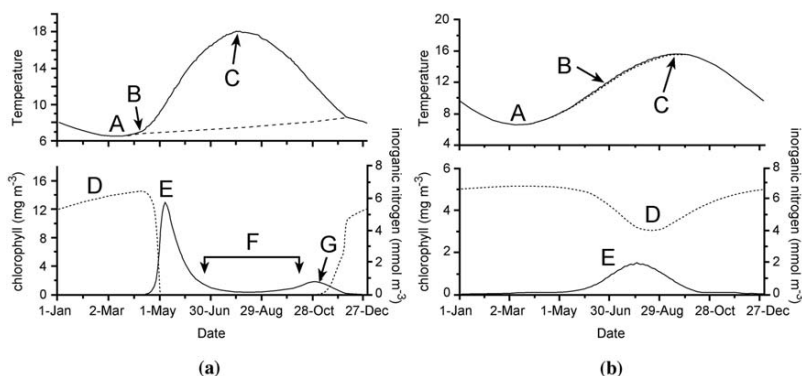 18
15
12
9
6
Temperature
A
B
C
16
12
8
4
0
chlorophyll (mg m-3)
8
6
4
2
0
inorganic nitrogen (mmol m-3)
D
E
F
G
1-Jan 2-Mar 1-May 30-Jun 29-Aug 28-Oct 27-Dec
Date
(a)
20
16
12
8
4
Temperature
A
B
C
6
4
2
0
chlorophyll (mg m-3)
8
6
4
2
0
inorganic nitrogen (mmol m-3)
D
E
1-Jan 2-Mar 1-May 30-Jun 29-Aug 28-Oct 27-Dec
Date
(b)